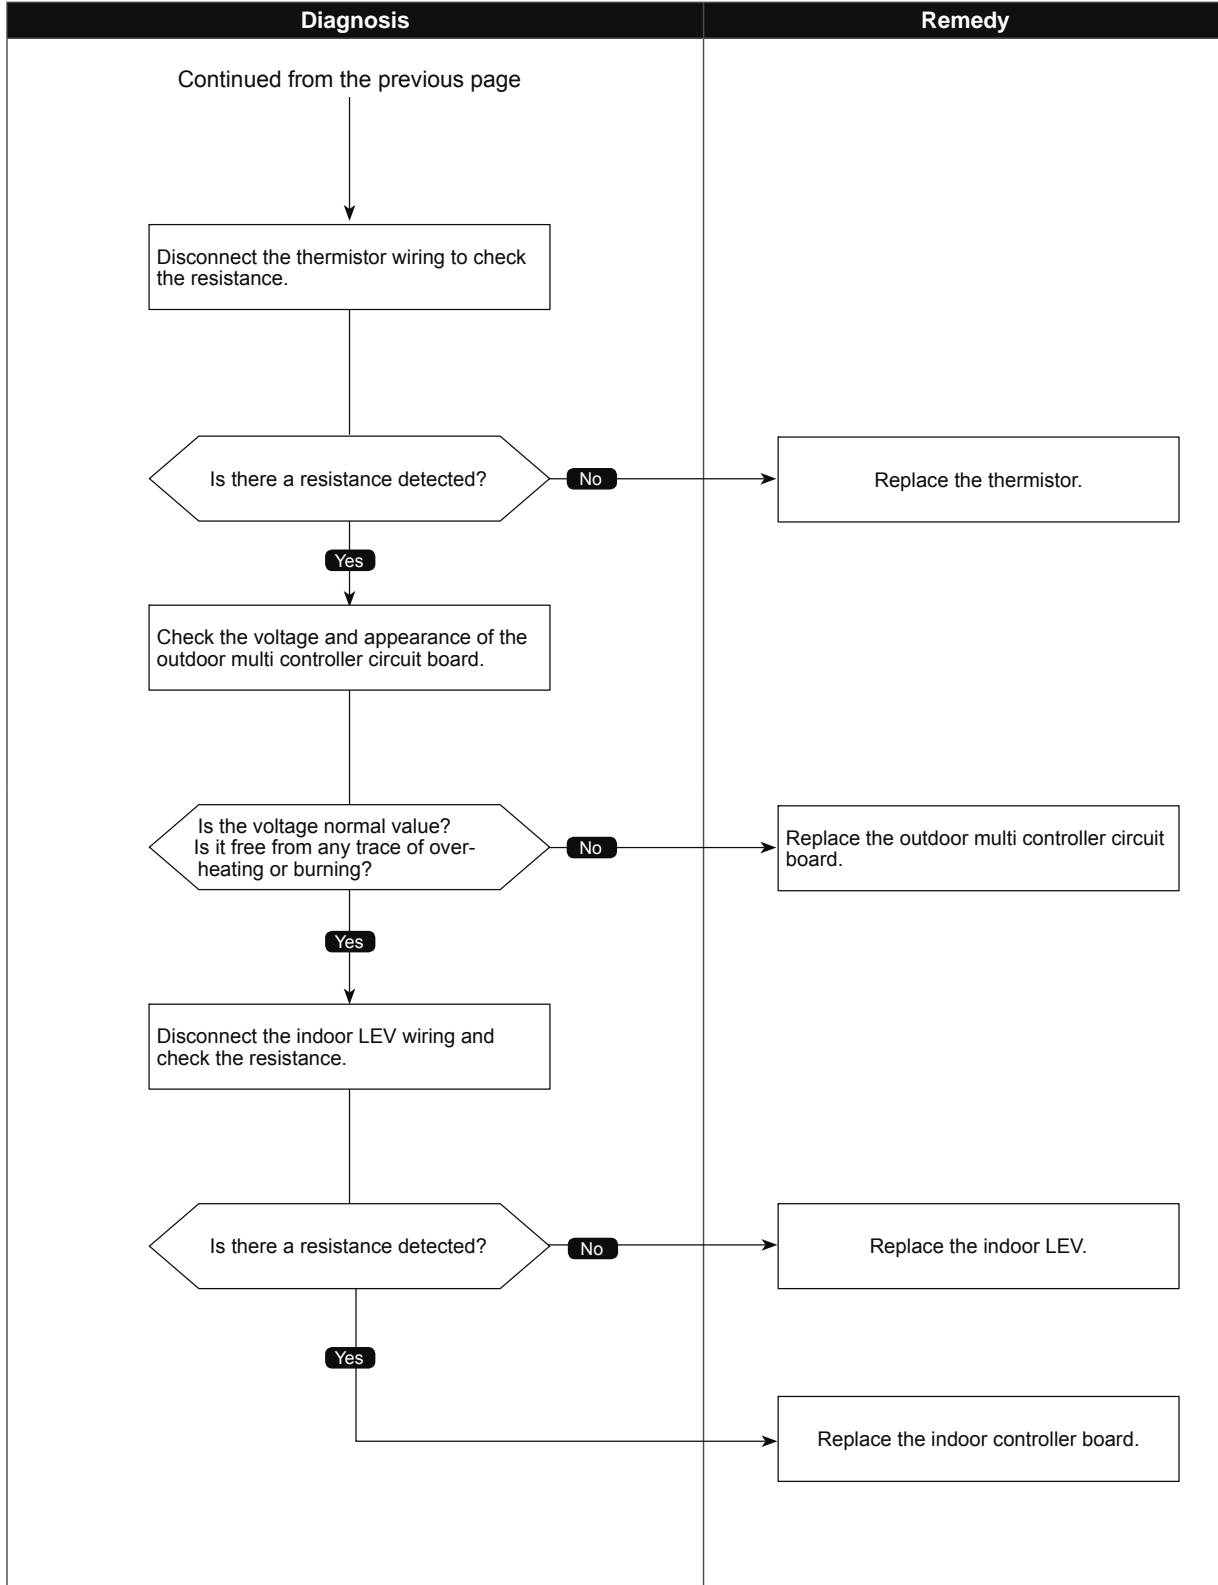 Diagnosis
Remedy
Continued from the previous page
Disconnect the thermistor wiring to check
the resistance.
Is there a resistance detected?
No
Replace the thermistor.
Yes
Check the voltage and appearance of the
outdoor multi controller circuit board.
Is the voltage normal value?
Is it free from any trace of over-
heating or burning?
No
Replace the outdoor multi controller circuit
board.
Yes
Disconnect the indoor LEV wiring and
check the resistance.
Is there a resistance detected?
No
Replace the indoor LEV.
Yes
Replace the indoor controller board.